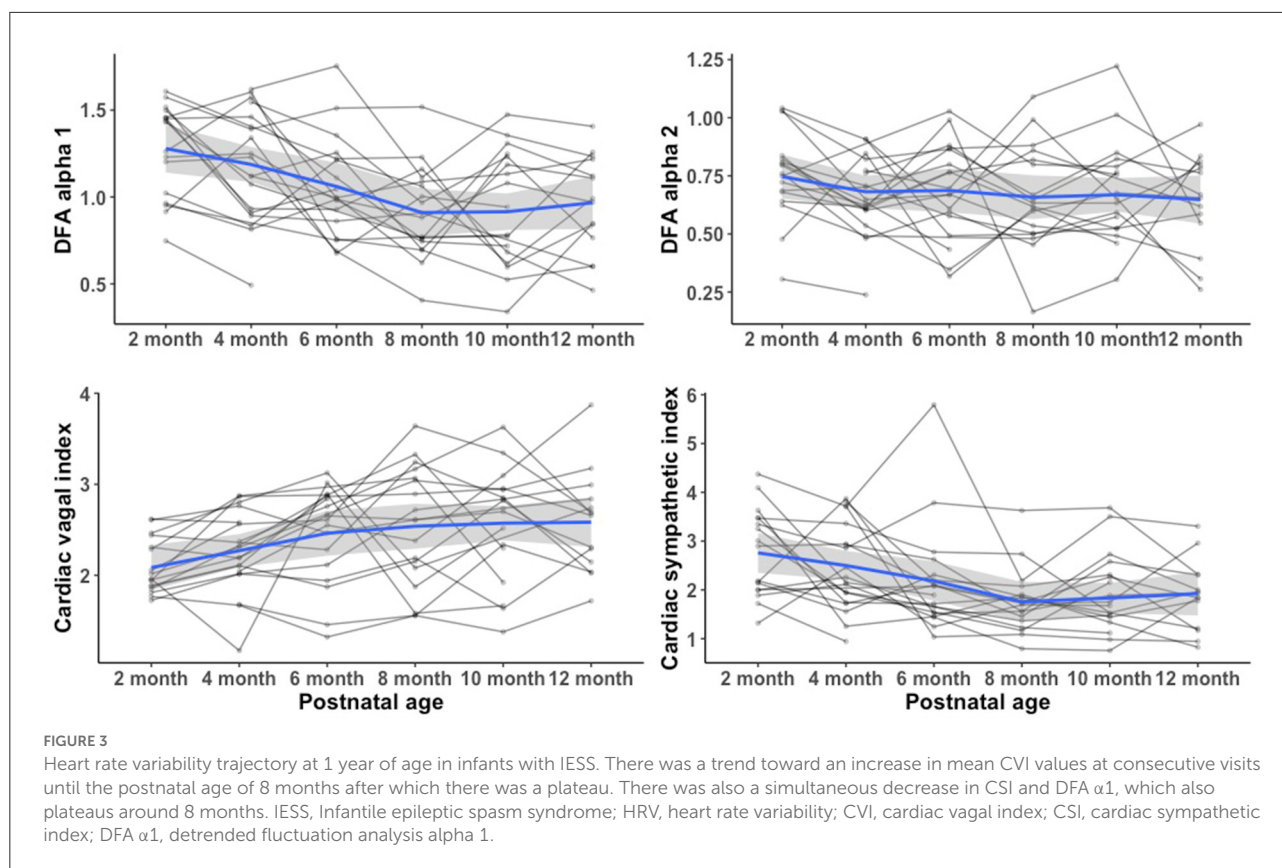 DFA alpha 1
1.5
1.0
0.5
2 month 4 month 6 month 8 month 10 month 12 month
DFA alpha 2
1.25
1.00
0.75
0.50
0.25
2 month 4 month 6 month 8 month 10 month 12 month
Cardiac vagal index
4
3
2
2 month 4 month 6 month 8 month 10 month 12 month
Postnatal age
Cardiac sympathetic index
6
5
4
3
2
1
2 month 4 month 6 month 8 month 10 month 12 month
Postnatal age
FIGURE 3
Heart rate variability trajectory at 1 year of age in infants with IESS. There was a trend toward an increase in mean CVI values at consecutive visits
until the postnatal age of 8 months after which there was a plateau. There was also a simultaneous decrease in CSI and DFA α1, which also
plateaus around 8 months. IESS, Infantile epileptic spasm syndrome; HRV, heart rate variability; CVI, cardiac vagal index; CSI, cardiac sympathetic
index; DFA α1, detrended fluctuation analysis alpha 1.